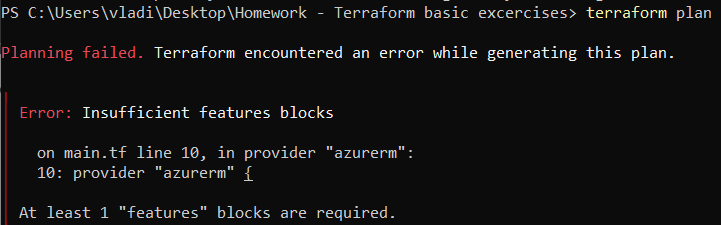 PS C:\Users\vladi\Desktop\Homework - Terraform basic excercises> terraform plan
Planning failed. Terraform encountered an error while generating this plan.
Error: Insufficient features blocks
on main.tf line 10, in provider "azurerm":
10: provider "azurerm" {
At least 1 "features" blocks are required.